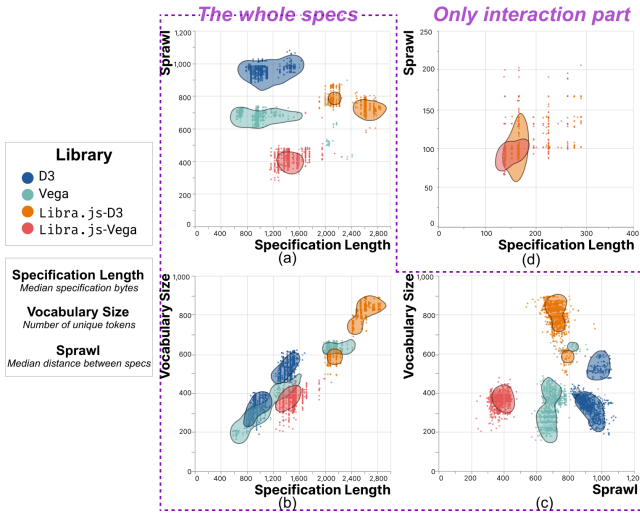 The whole specs
Only interaction part
Library
D3
Vega
Libra.js-D3
Libra.js-Vega
Specification Length
Median specification bytes
Vocabulary Size
Number of unique tokens
Sprawl
Median distance between specs
Sprawl
1,200
1,000
800
600
400
200
0
0 400 800 1,200 1,600 2,000 2,400 2,800
Specification Length
(a)
Sprawl
250
200
150
100
50
0
0 100 200 300 400
Specification Length
(d)
Vocabulary Size
1,000
800
600
400
200
0
0 400 800 1,200 1,600 2,000 2,400 2,800
Specification Length
(b)
Vocabulary Size
1,000
800
600
400
200
0
0 200 400 600 800 1,000 1,20
Sprawl
(c)